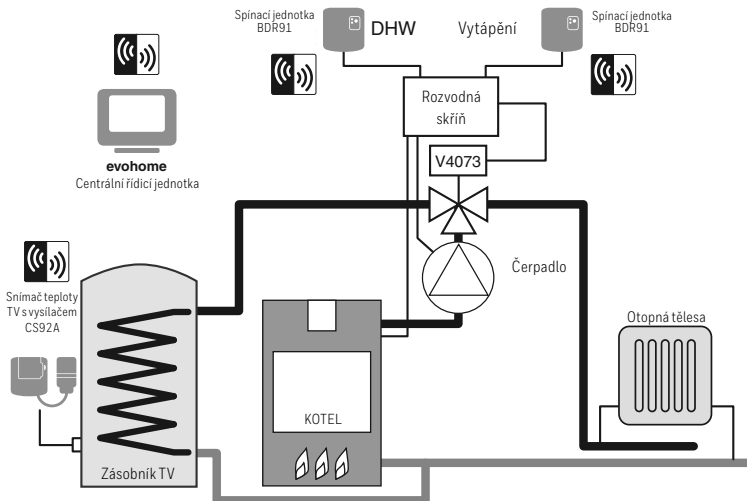 Spínací jednotka
BDR91
DHW
Vytápění
Spínací jednotka
BDR91
Rozvodná
skříň
V4073
evohome
Centrální řídicí jednotka
Čerpadlo
Snímač teploty
TV s vysílačem
CS92A
Otopná tělesa
KOTEL
Zásobník TV